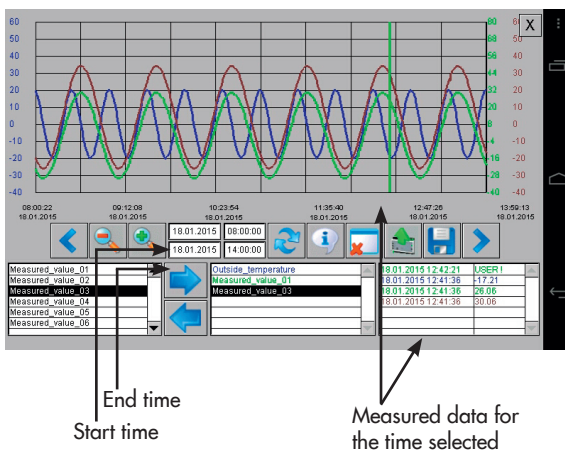 60 80 60 X
50 68 50
40 56 40
30 44 30
20 32 20
10 20 10
0 8 0
-10 -4 -10
-20 -16 -20
-30 -28 -30
-40 -40 -40
08:00:22 09:12:08 10:23:54 11:35:40 12:47:26 13:59:13
18.01.2015 18.01.2015 18.01.2015 18.01.2015 18.01.2015 18.01.2015
18.01.2015 08:00:00
18.01.2015 14:00:00
Measured_value_01
Measured_value_02
Measured_value_03
Measured_value_04
Measured_value_05
Measured_value_06
Outside_temperature
Measured_value_01
Measured_value_03
18.01.2015 12:42:21 USER !
18.01.2015 12:41:36 -17.21
18.01.2015 12:41:36 26.06
18.01.2015 12:41:36 30.06
End time
Start time
Measured data for
the time selected